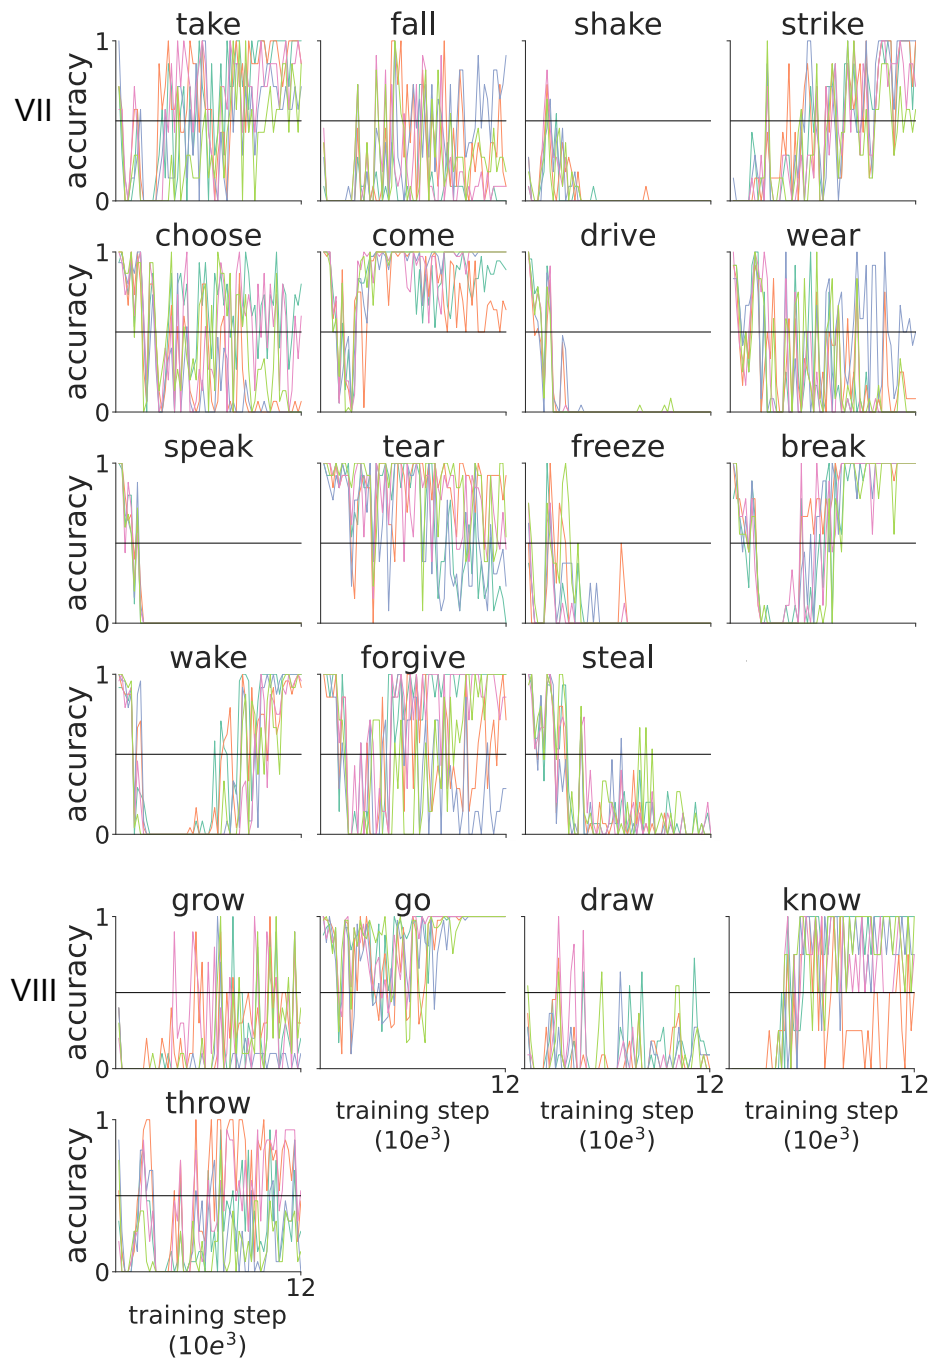 take fall shake strike
VII
accuracy
1
0
choose come drive wear
accuracy
1
0
speak tear freeze break
accuracy
1
0
wake forgive steal
accuracy
1
0
grow go draw know
VIII
accuracy
1
0
12 12 12
training step training step training step
(10e³) (10e³) (10e³)
throw
accuracy
1
0
12
training step
(10e³)